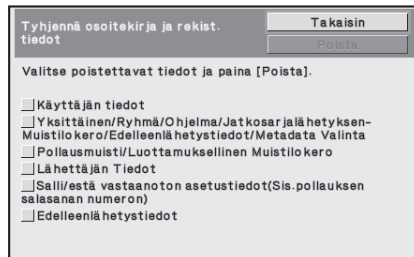 Tyhjennä osoitekirja ja rekist.
tiedot
Takaisin
Poista
Valitse poistettavat tiedot ja paina [Poista].
Käyttäjän tiedot
Yksittäinen/Ryhmä/Ohjelma/Jatkosarjalähetyksen-
Muistilokero/Edelleenlähetystiedot/Metadata Valinta
Pollausmuisti/Luottamuksellinen Muistilokero
Lähettäjän Tiedot
Salli/estä vastaanoton asetustiedot(Sis.pollauksen
salasanan numeron)
Edelleenlähetystiedot